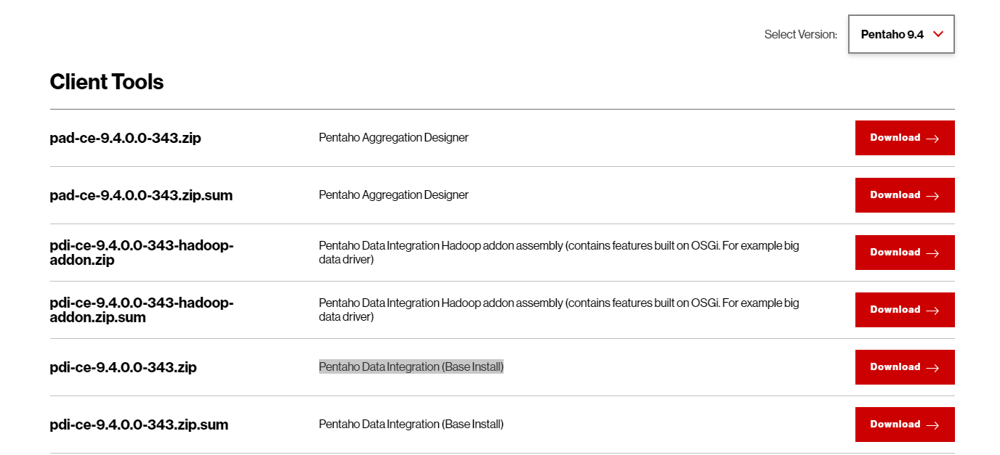 Select Version:
Pentaho 9.4
Client Tools
pad-ce-9.4.0.0-343.zip
Pentaho Aggregation Designer
Download
pad-ce-9.4.0.0-343.zip.sum
Pentaho Aggregation Designer
Download
pdi-ce-9.4.0.0-343-hadoop-
addon.zip
Pentaho Data Integration Hadoop addon assembly (contains features built on OSGi. For example big
data driver)
Download
pdi-ce-9.4.0.0-343-hadoop-
addon.zip.sum
Pentaho Data Integration Hadoop addon assembly (contains features built on OSGi. For example big
data driver)
Download
pdi-ce-9.4.0.0-343.zip
Pentaho Data Integration (Base Install)
Download
pdi-ce-9.4.0.0-343.zip.sum
Pentaho Data Integration (Base Install)
Download